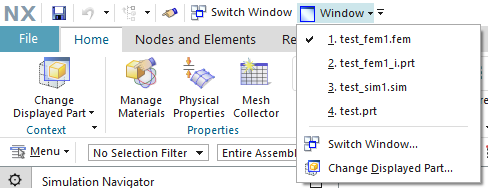 NX Switch Window Window
File Home Nodes and Elements Re
1. test_fem1.fem
2. test_fem1_i.prt
3. test_sim1.sim
4. test.prt
Switch Window...
Change Displayed Part...
Change Displayed Part
Manage Materials
Physical Properties
Mesh Collector
Context Properties
Menu No Selection Filter Entire Assemb
Simulation Navigator